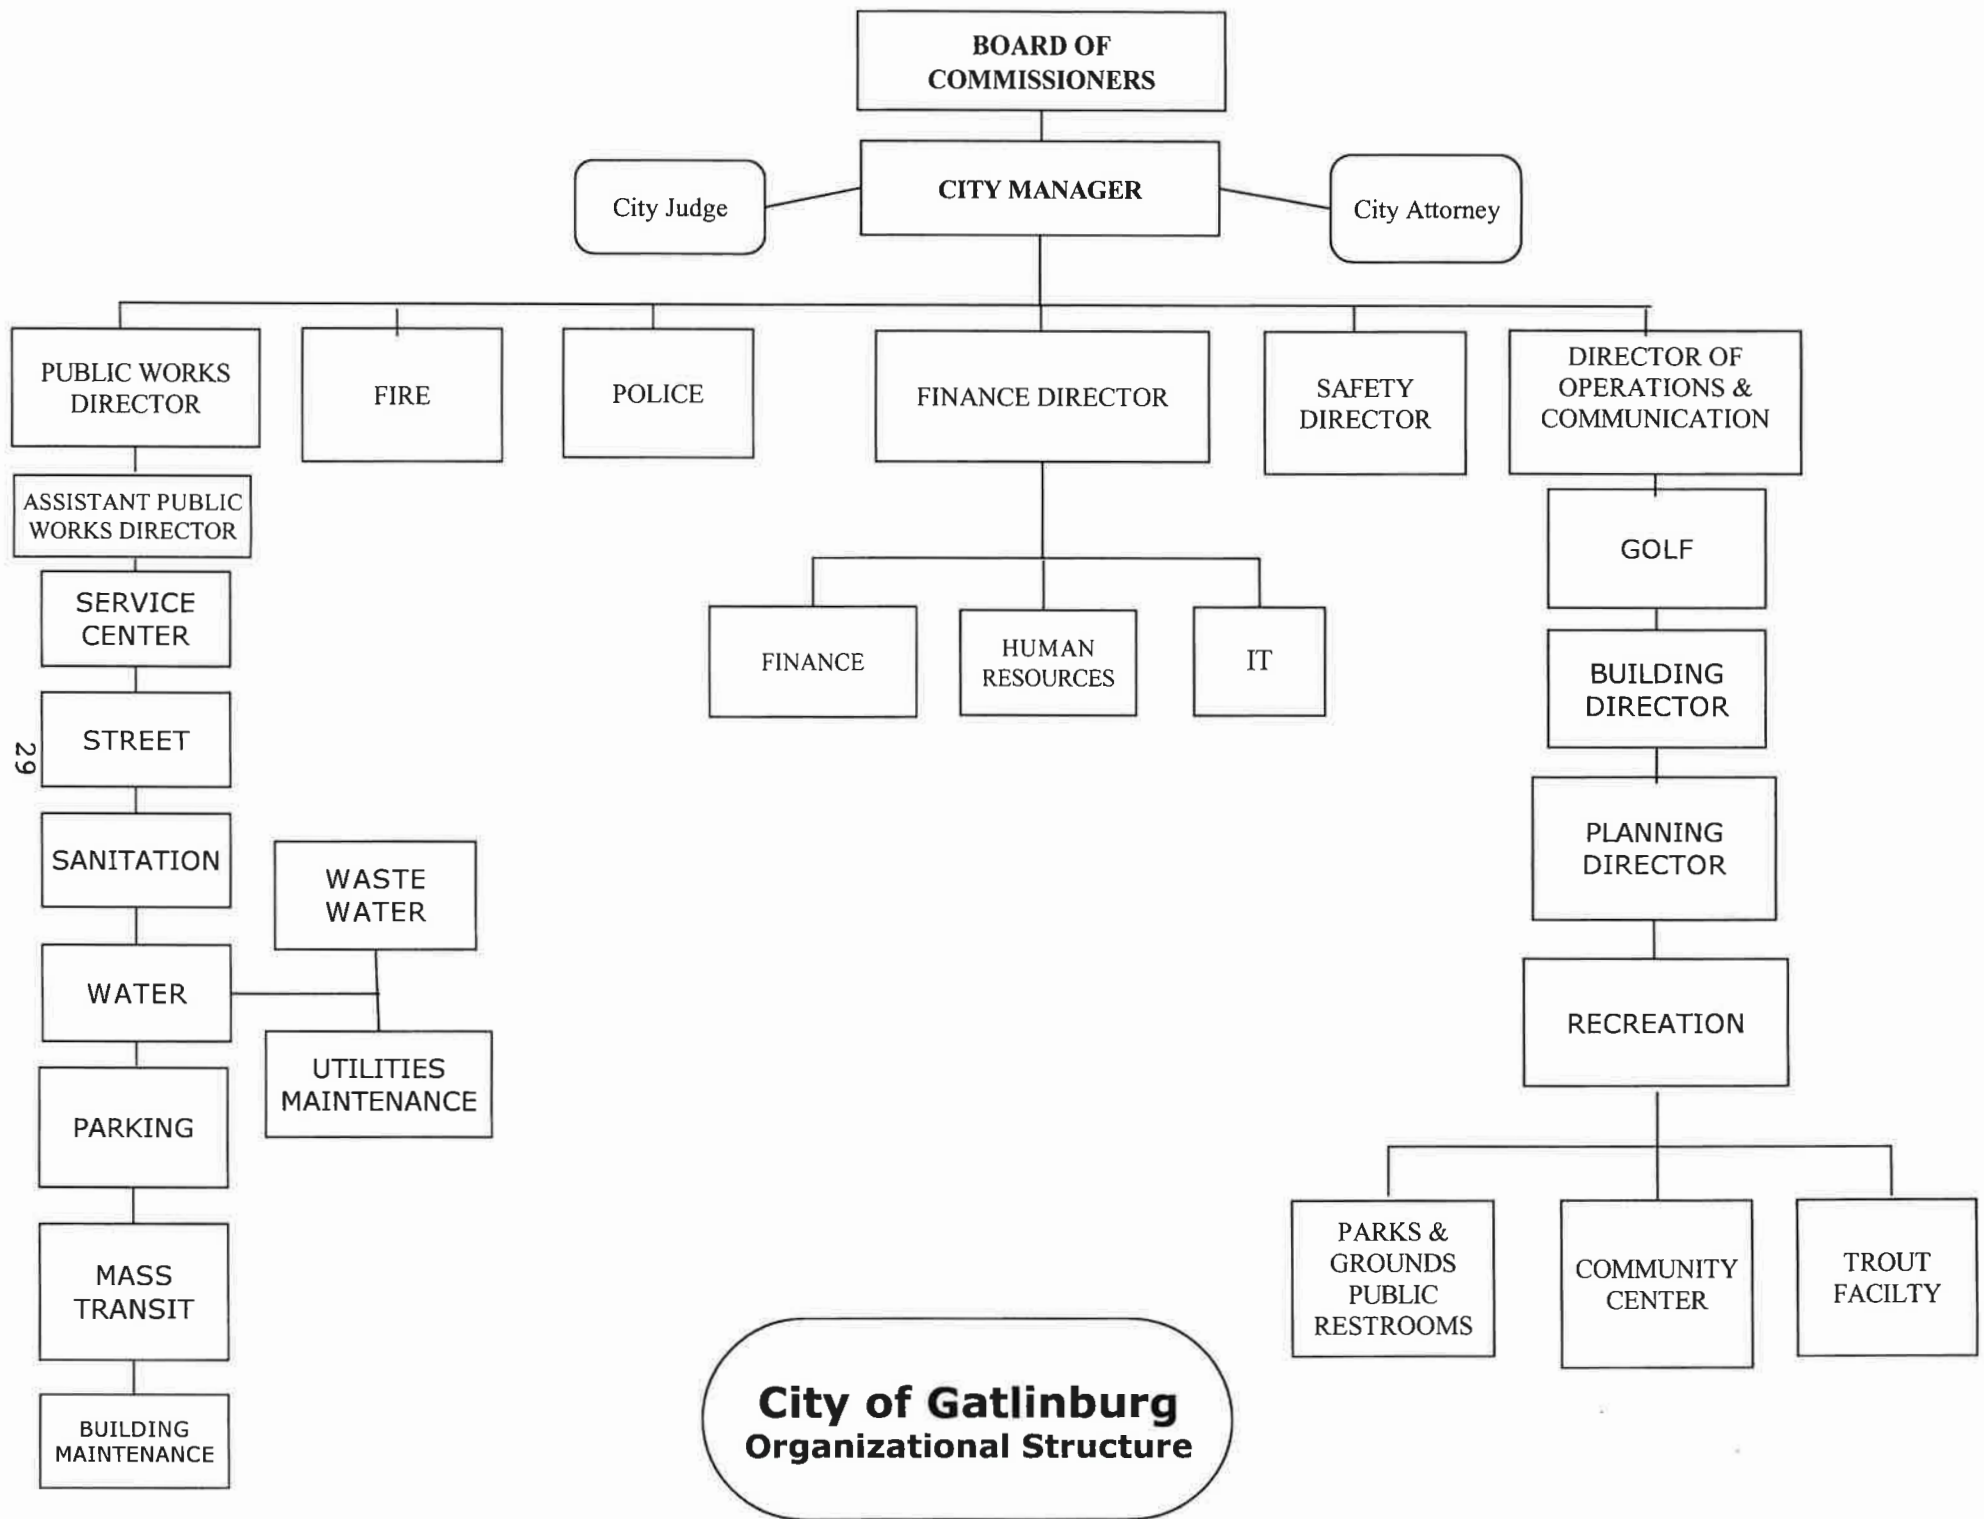 BOARD OF
COMMISSIONERS
CITY MANAGER
City Judge
City Attorney
PUBLIC WORKS
DIRECTOR
FIRE
POLICE
FINANCE DIRECTOR
SAFETY
DIRECTOR
DIRECTOR OF
OPERATIONS &
COMMUNICATION
ASSISTANT PUBLIC
WORKS DIRECTOR
SERVICE
CENTER
STREET
SANITATION
WATER
WASTE
WATER
UTILITIES
MAINTENANCE
PARKING
MASS
TRANSIT
BUILDING
MAINTENANCE
FINANCE
HUMAN
RESOURCES
IT
GOLF
BUILDING
DIRECTOR
PLANNING
DIRECTOR
RECREATION
PARKS &
GROUNDS
PUBLIC
RESTROOMS
COMMUNITY
CENTER
TROUT
FACILTY
29
City of Gatlinburg
Organizational Structure